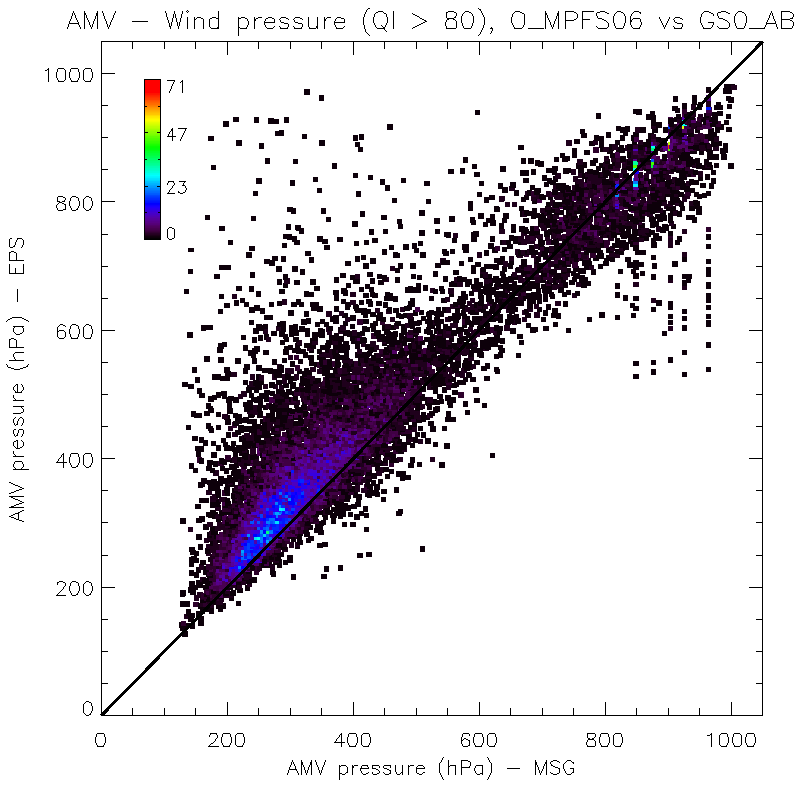 AMV – Wind pressure (QI > 80), O_MPFS06 vs GSO_AB
1000
800
600
400
200
0
71
47
23
0
AMV pressure (hPa) – EPS
0 200 400 600 800 1000
AMV pressure (hPa) – MSG